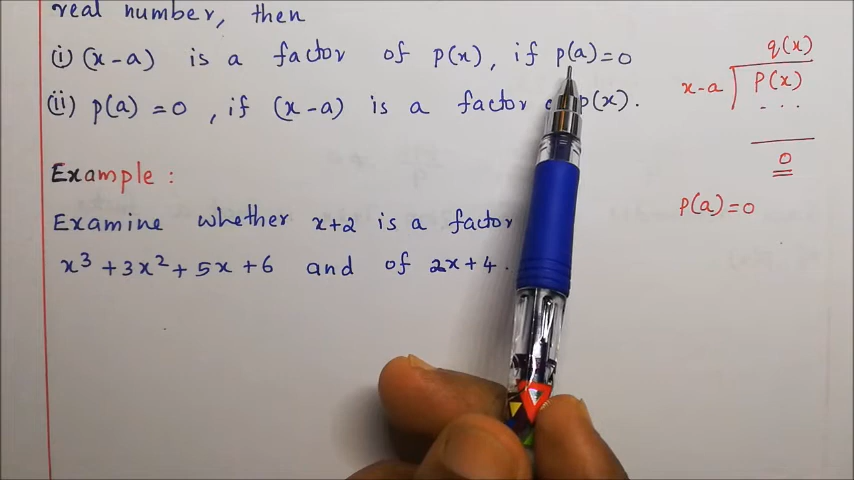 real number, then
(i) (x-a) is a factor of p(x), if p(a)=0
(ii) p(a) = 0, if (x-a) is a factor p(x).
Example :
Examine whether x+2 is a factor
x³ + 3x² + 5x + 6 and of 2x+4.
q(x)
x-a P(x)
- - -
0
P(a)=0